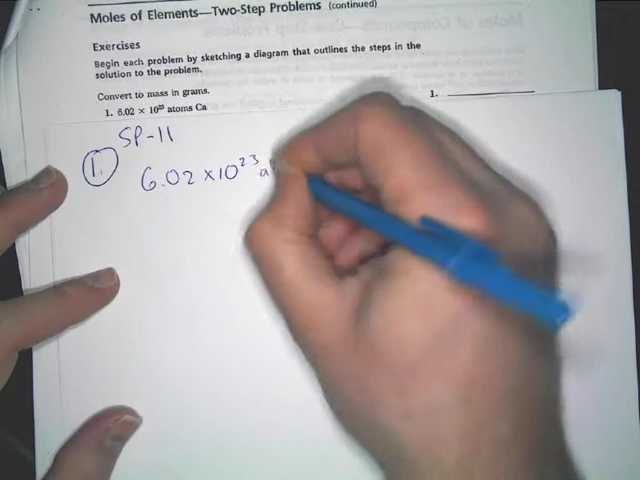 Moles of Elements—Two-Step Problems (continued)
Exercises
Begin each problem by sketching a diagram that outlines the steps in the
solution to the problem.
Convert to mass in grams.
1. 6.02 × 10²³ atoms Ca
1.
SP-11
1.
6.02 × 10²³ a